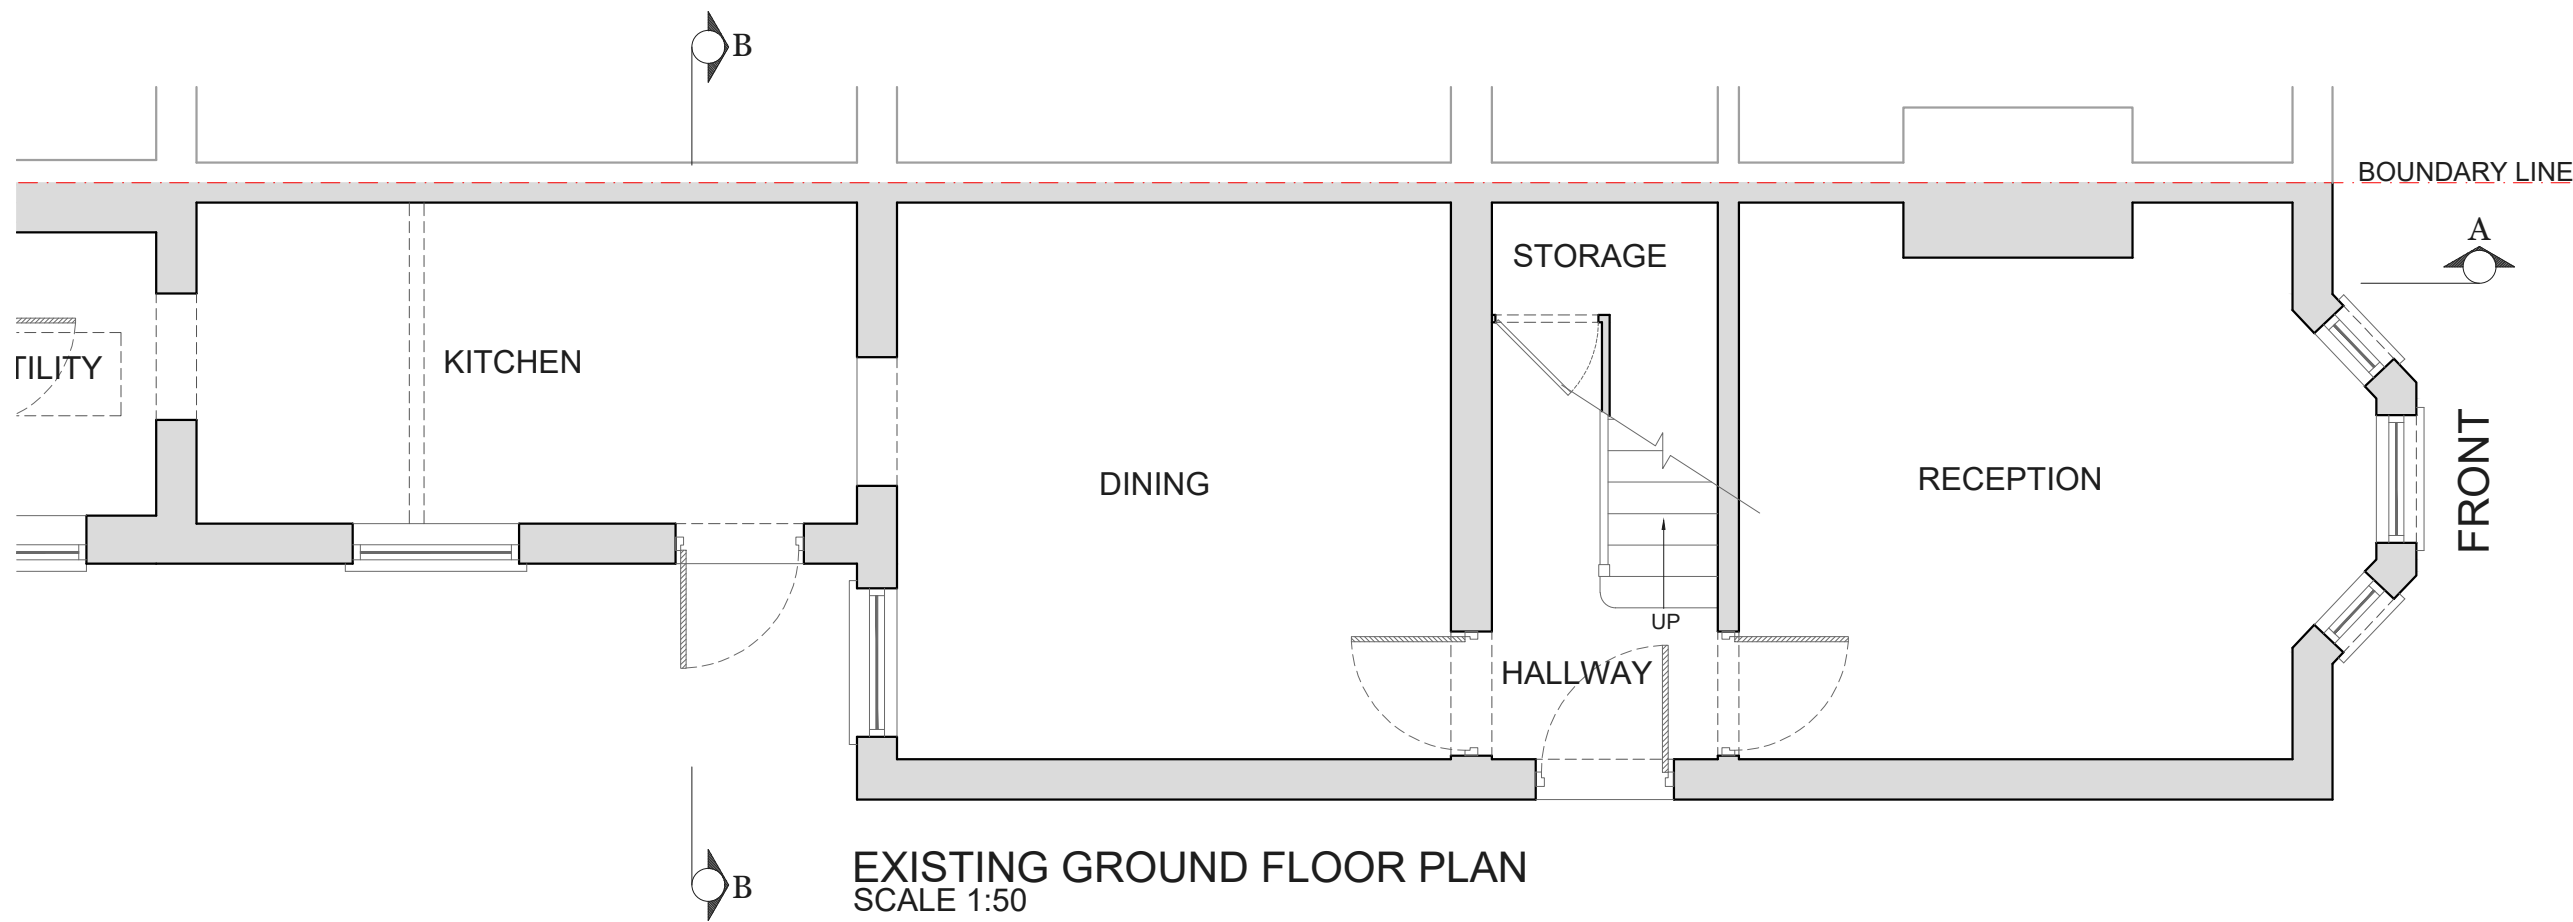 B
BOUNDARY LINE
A
STORAGE
TILITY
KITCHEN
DINING
RECEPTION
FRONT
UP
HALLWAY
B
EXISTING GROUND FLOOR PLAN
SCALE 1:50